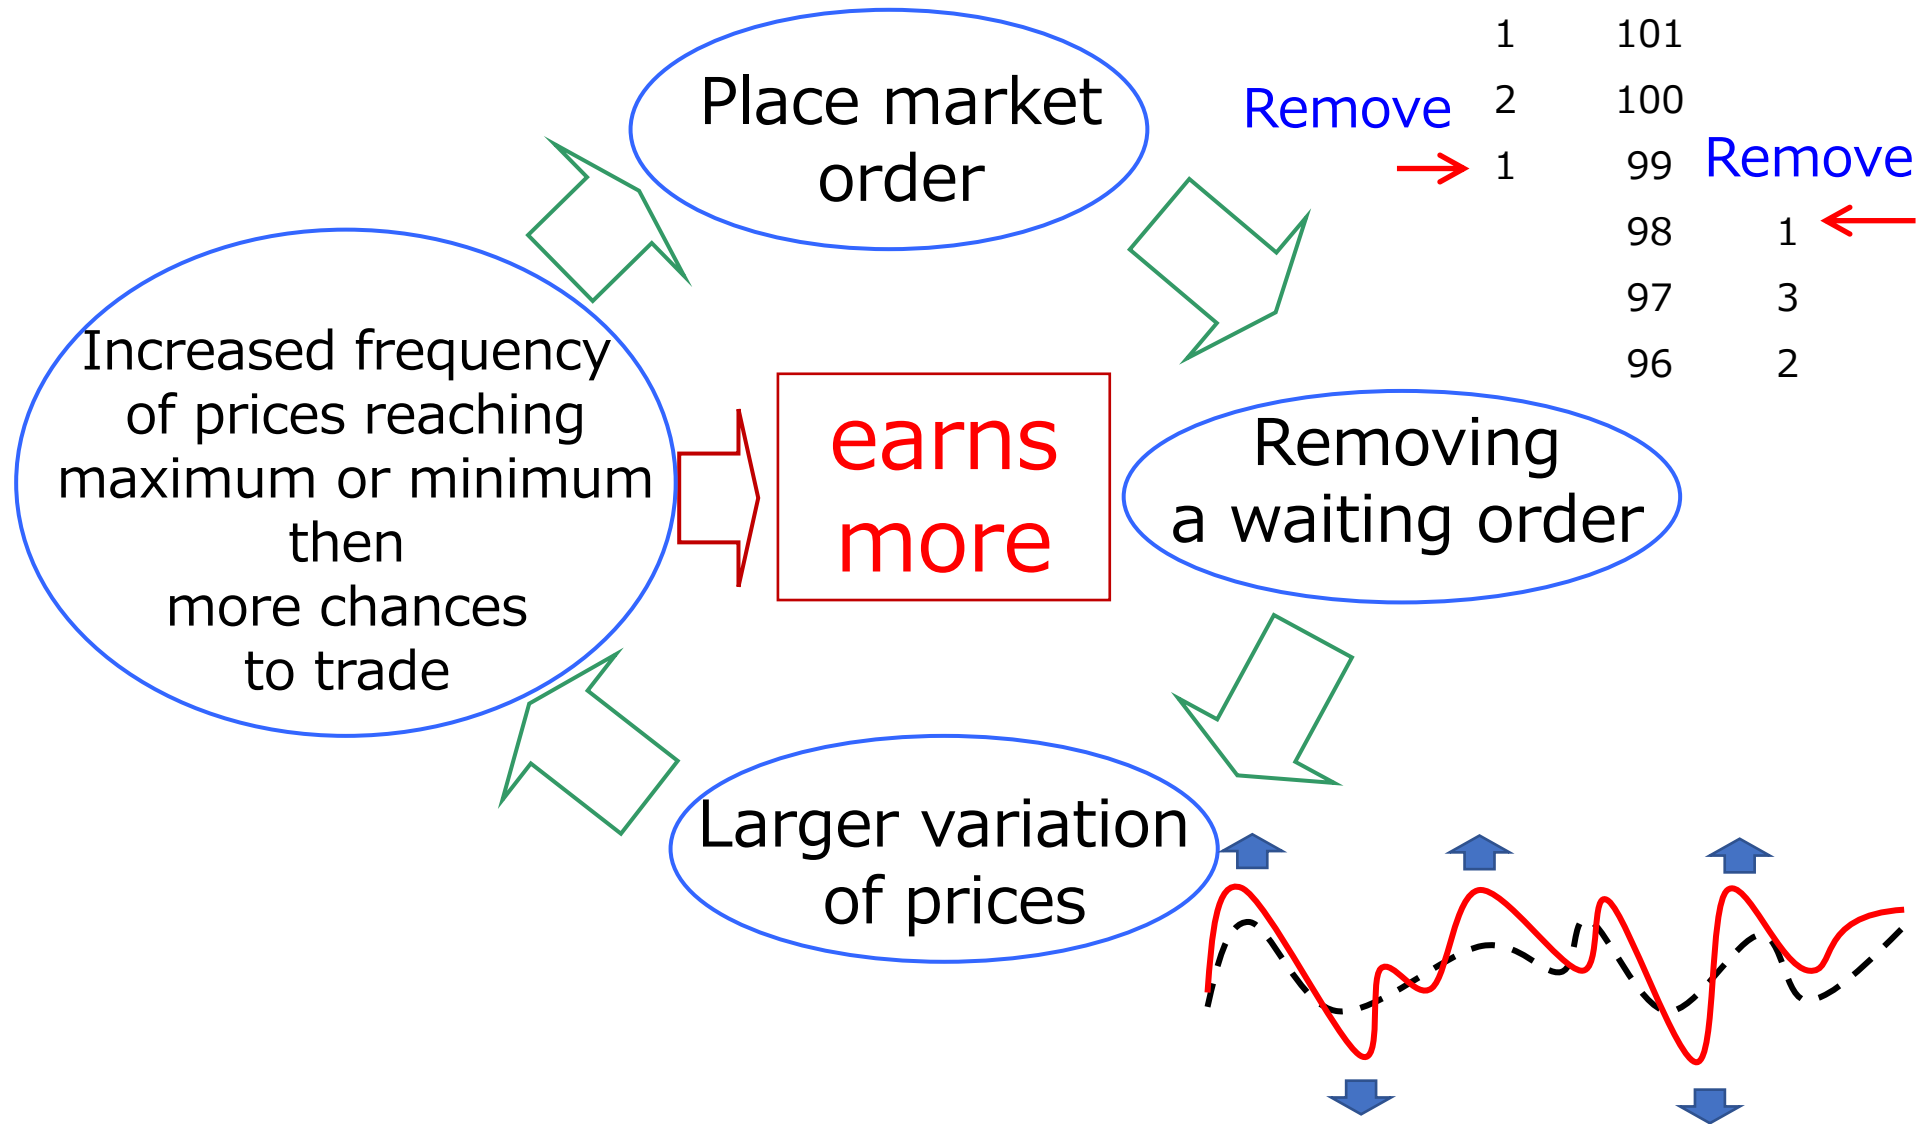 Place market
order
Remove
Remove
1 101
2 100
1 99
98 1
97 3
96 2
Increased frequency
of prices reaching
maximum or minimum
then
more chances
to trade
earns
more
Removing
a waiting order
Larger variation
of prices